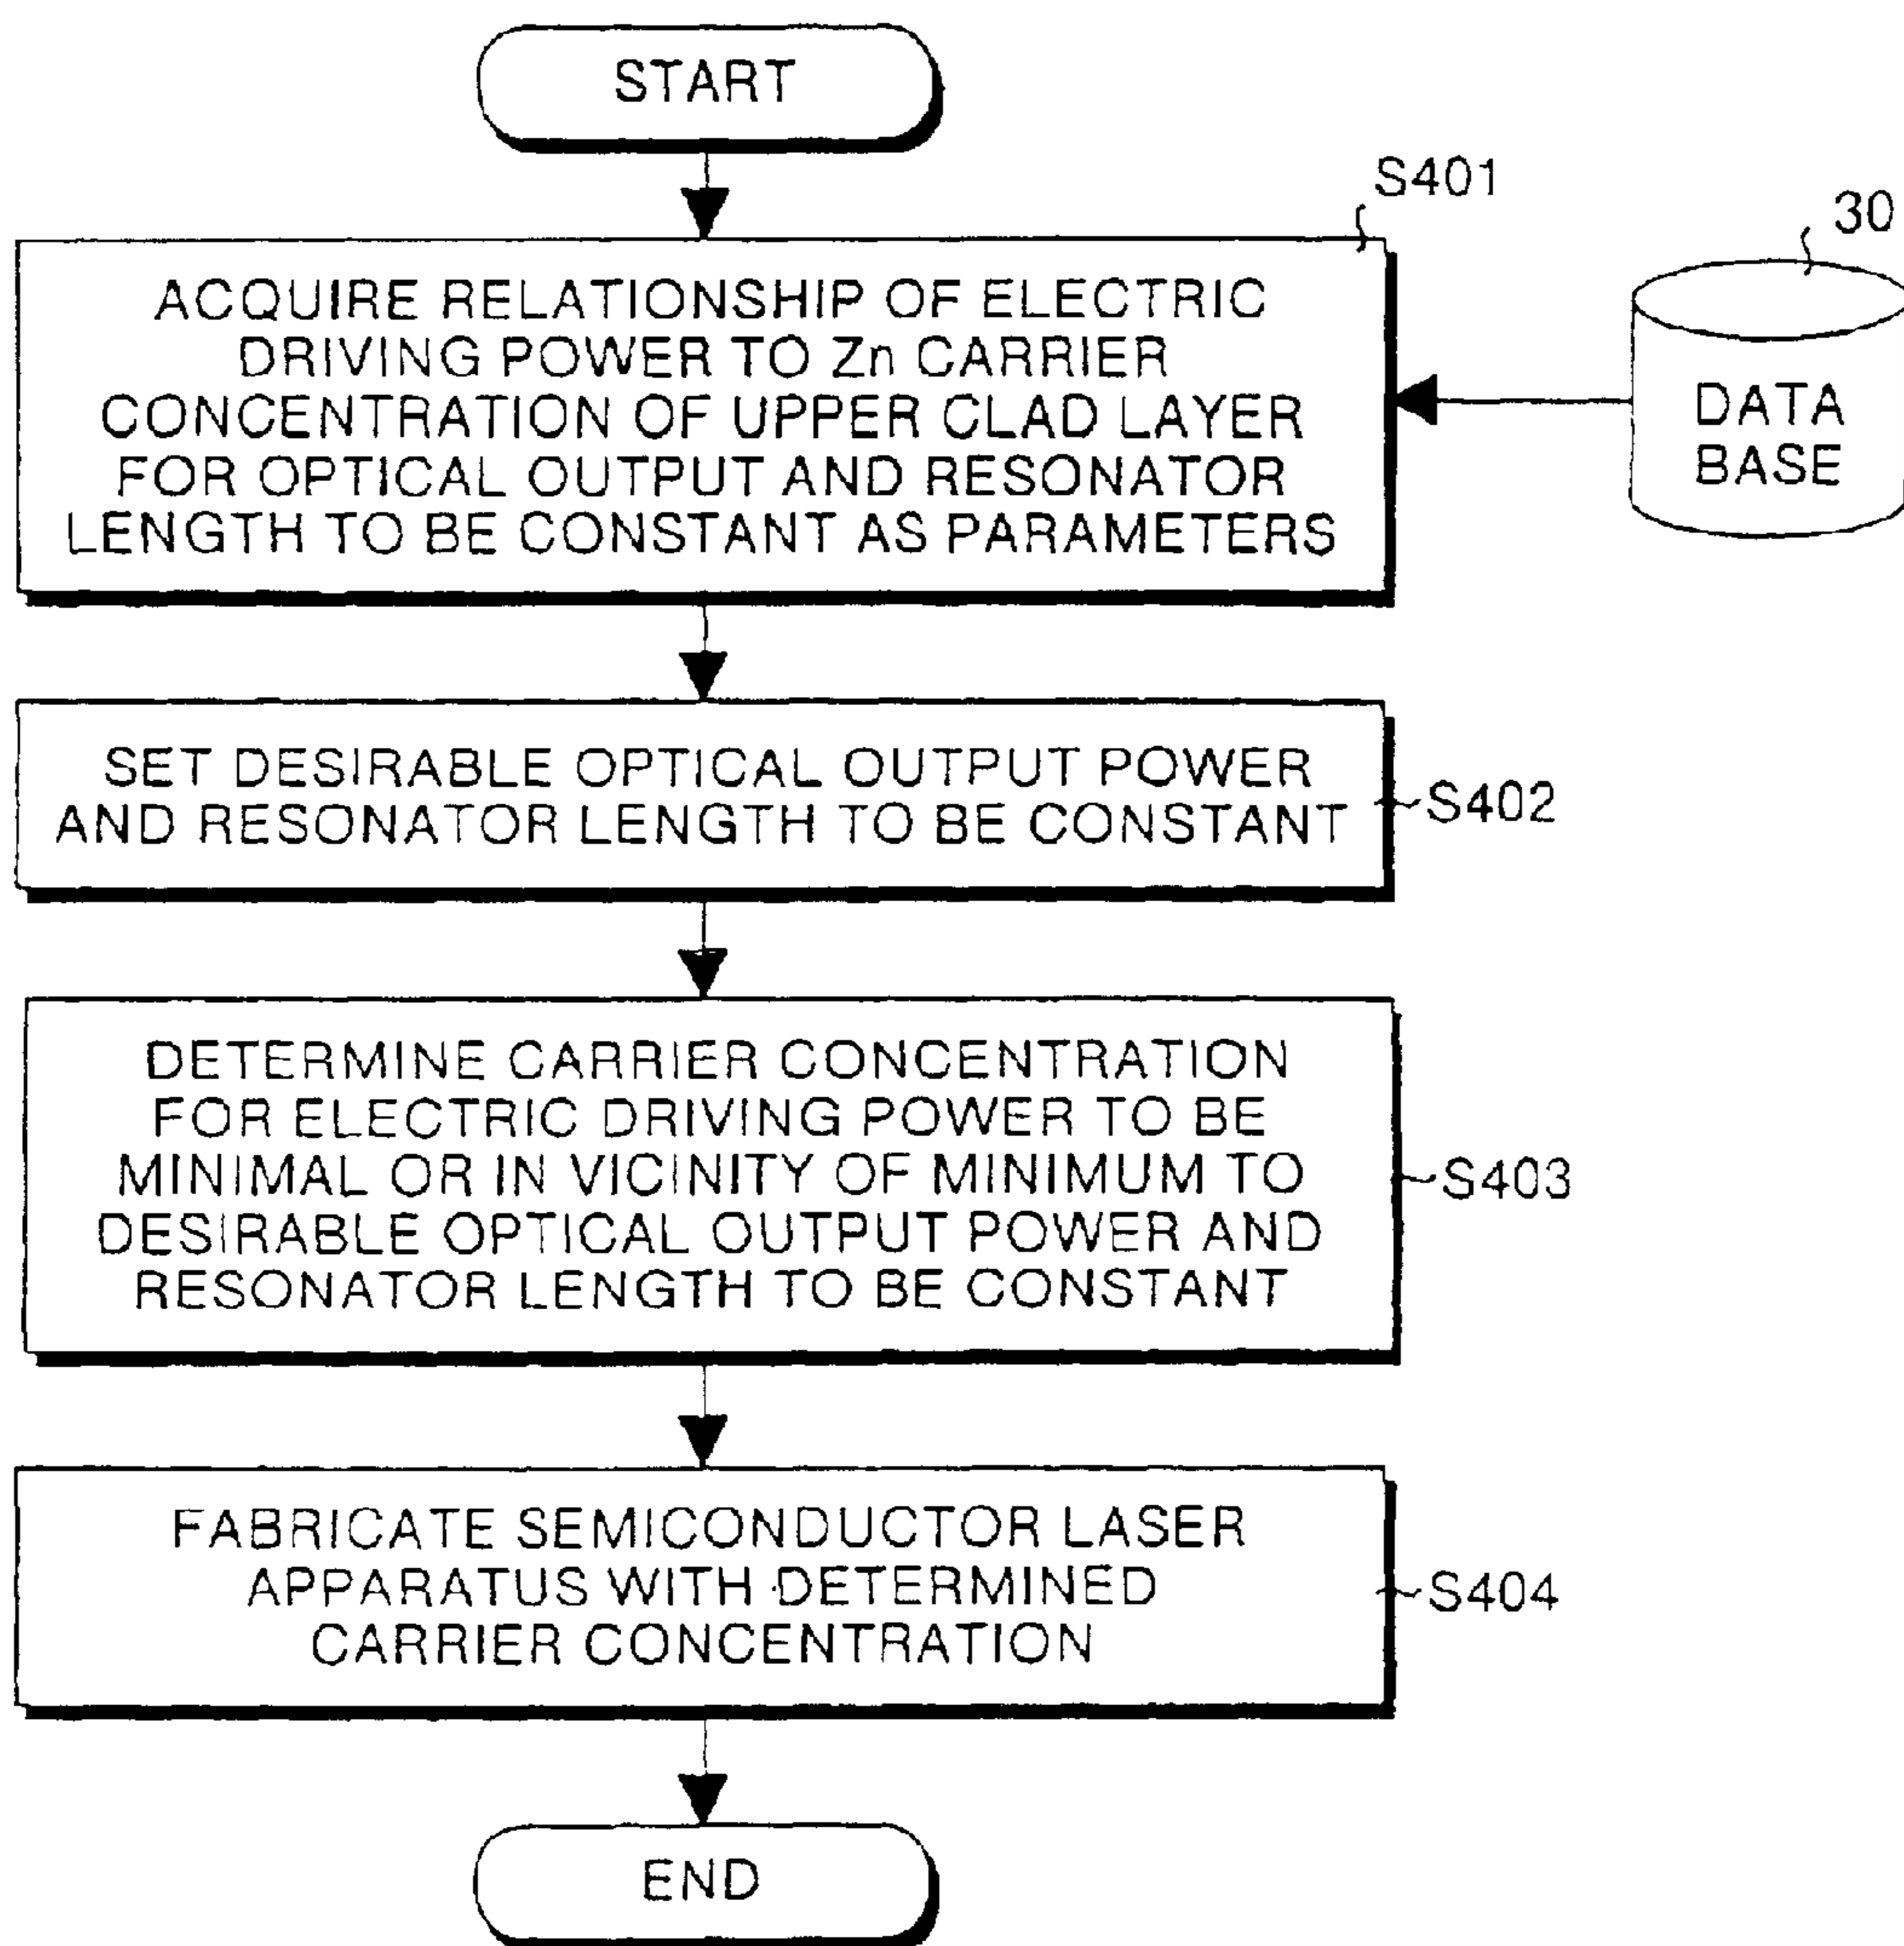 START
S401
30
ACQUIRE RELATIONSHIP OF ELECTRIC
DRIVING POWER TO Zn CARRIER
CONCENTRATION OF UPPER CLAD LAYER
FOR OPTICAL OUTPUT AND RESONATOR
LENGTH TO BE CONSTANT AS PARAMETERS
DATA
BASE
SET DESIRABLE OPTICAL OUTPUT POWER
AND RESONATOR LENGTH TO BE CONSTANT
S402
DETERMINE CARRIER CONCENTRATION
FOR ELECTRIC DRIVING POWER TO BE
MINIMAL OR IN VICINITY OF MINIMUM TO
DESIRABLE OPTICAL OUTPUT POWER AND
RESONATOR LENGTH TO BE CONSTANT
S403
FABRICATE SEMICONDUCTOR LASER
APPARATUS WITH DETERMINED
CARRIER CONCENTRATION
S404
END